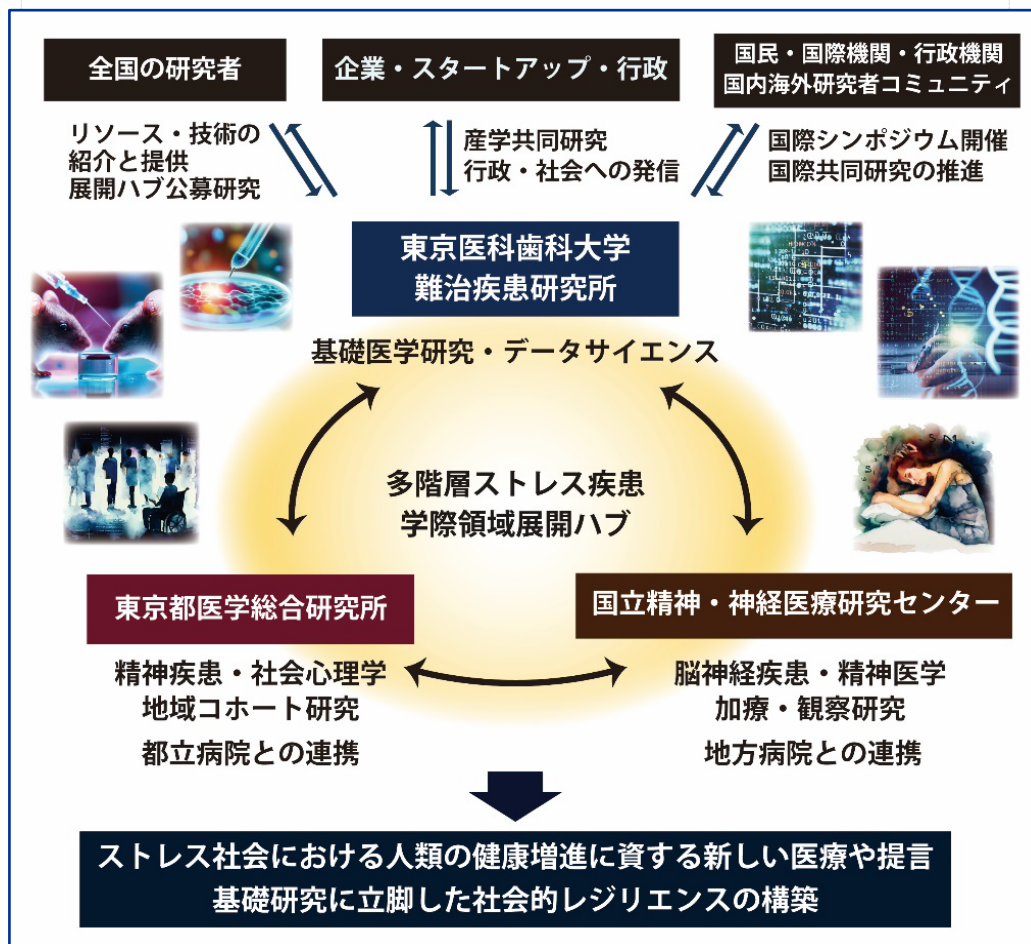 全国の研究者
企業・スタートアップ・行政
国民・国際機関・行政機関
国内海外研究者コミュニティ
リソース・技術の
紹介と提供
展開ハブ公募研究
産学共同研究
行政・社会への発信
国際シンポジウム開催
国際共同研究の推進
東京医科歯科大学
難治疾患研究所
基礎医学研究・データサイエンス
多階層ストレス疾患
学際領域展開ハブ
東京都医学総合研究所
国立精神・神経医療研究センター
精神疾患・社会心理学
地域コホート研究
都立病院との連携
脳神経疾患・精神医学
加療・観察研究
地方病院との連携
ストレス社会における人類の健康増進に資する新しい医療や提言
基礎研究に立脚した社会的レジリエンスの構築